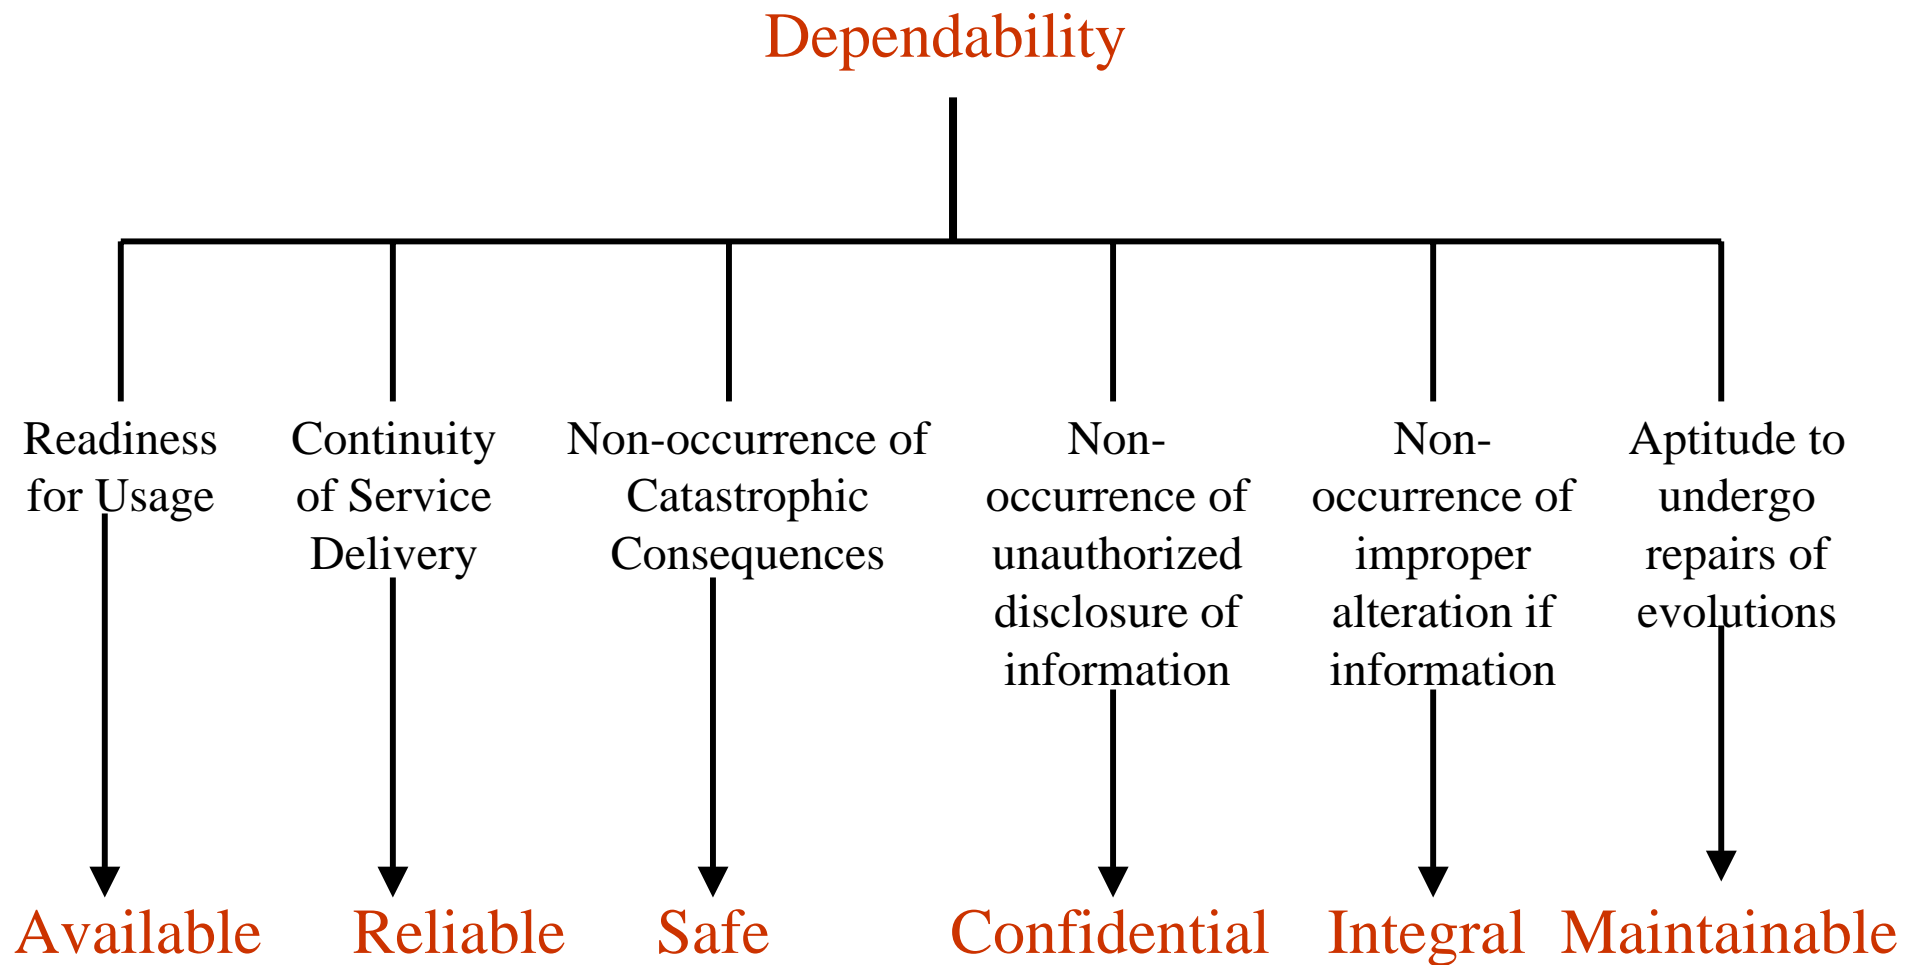 Dependability
Readiness
for Usage
Continuity
of Service
Delivery
Non-occurrence of
Catastrophic
Consequences
Non-
occurrence of
unauthorized
disclosure of
information
Non-
occurrence of
improper
alteration if
information
Aptitude to
undergo
repairs of
evolutions
Available
Reliable
Safe
Confidential
Integral
Maintainable